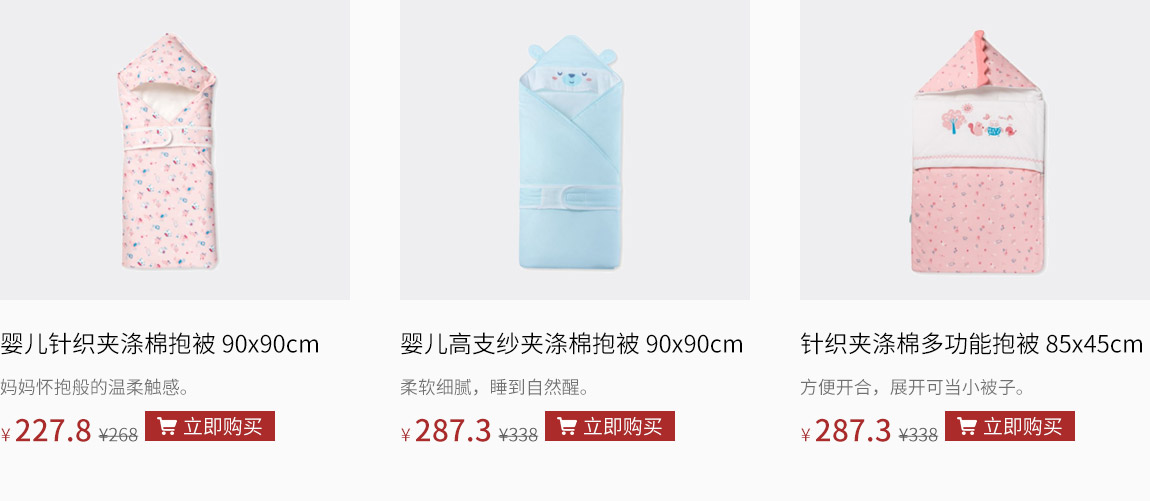 婴儿针织夹涤棉抱被 90x90cm
妈妈怀抱般的温柔触感。
¥227.8 ¥268 立即购买
婴儿高支纱夹涤棉抱被 90x90cm
柔软细腻，睡到自然醒。
¥287.3 ¥338 立即购买
针织夹涤棉多功能抱被 85x45cm
方便开合，展开可当小被子。
¥287.3 ¥338 立即购买